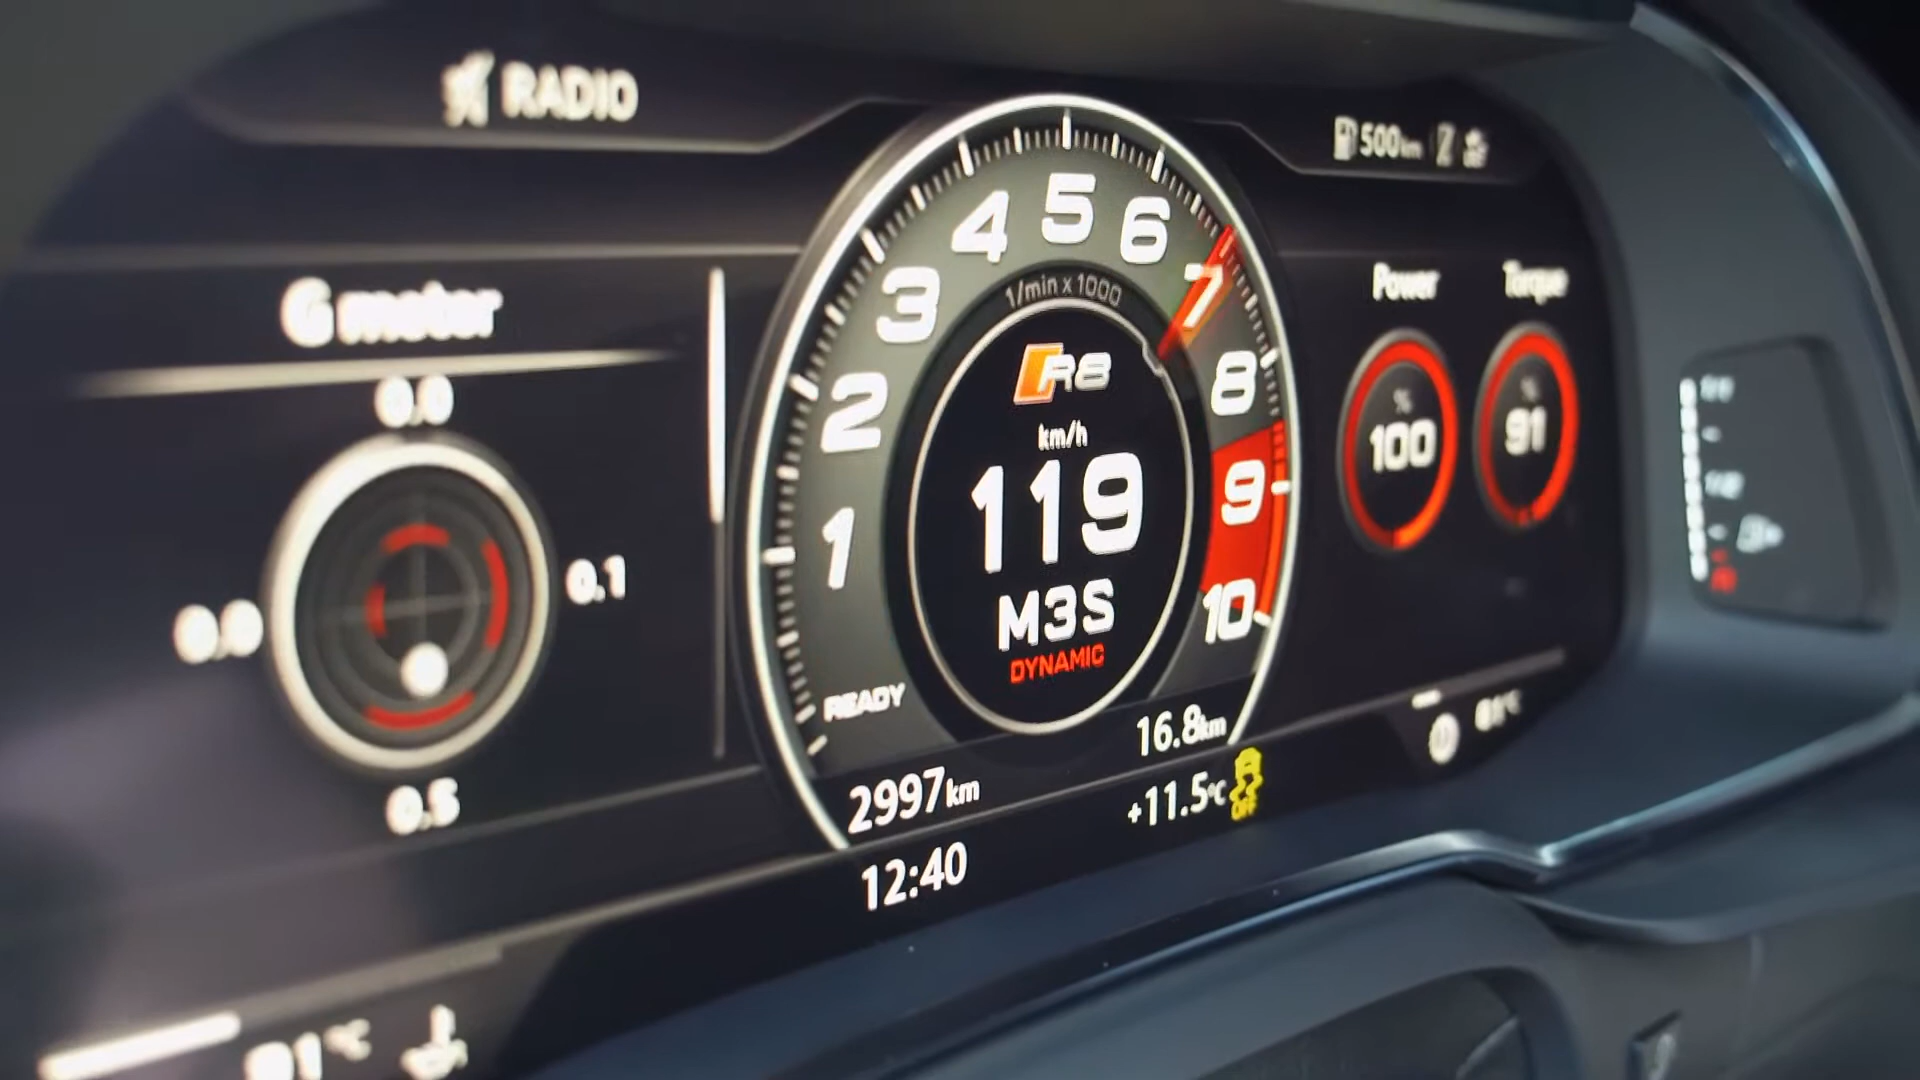 RADIO
500km
G meter
0.0
0.0
0.1
0.5
1
2
3
4
5
6
7
8
9
10
1/min x 1000
R8
km/h
119
M3S
DYNAMIC
READY
16.8km
2997km
+11.5°C
OFF
12:40
Power
Torque
%
100
%
91
91°C